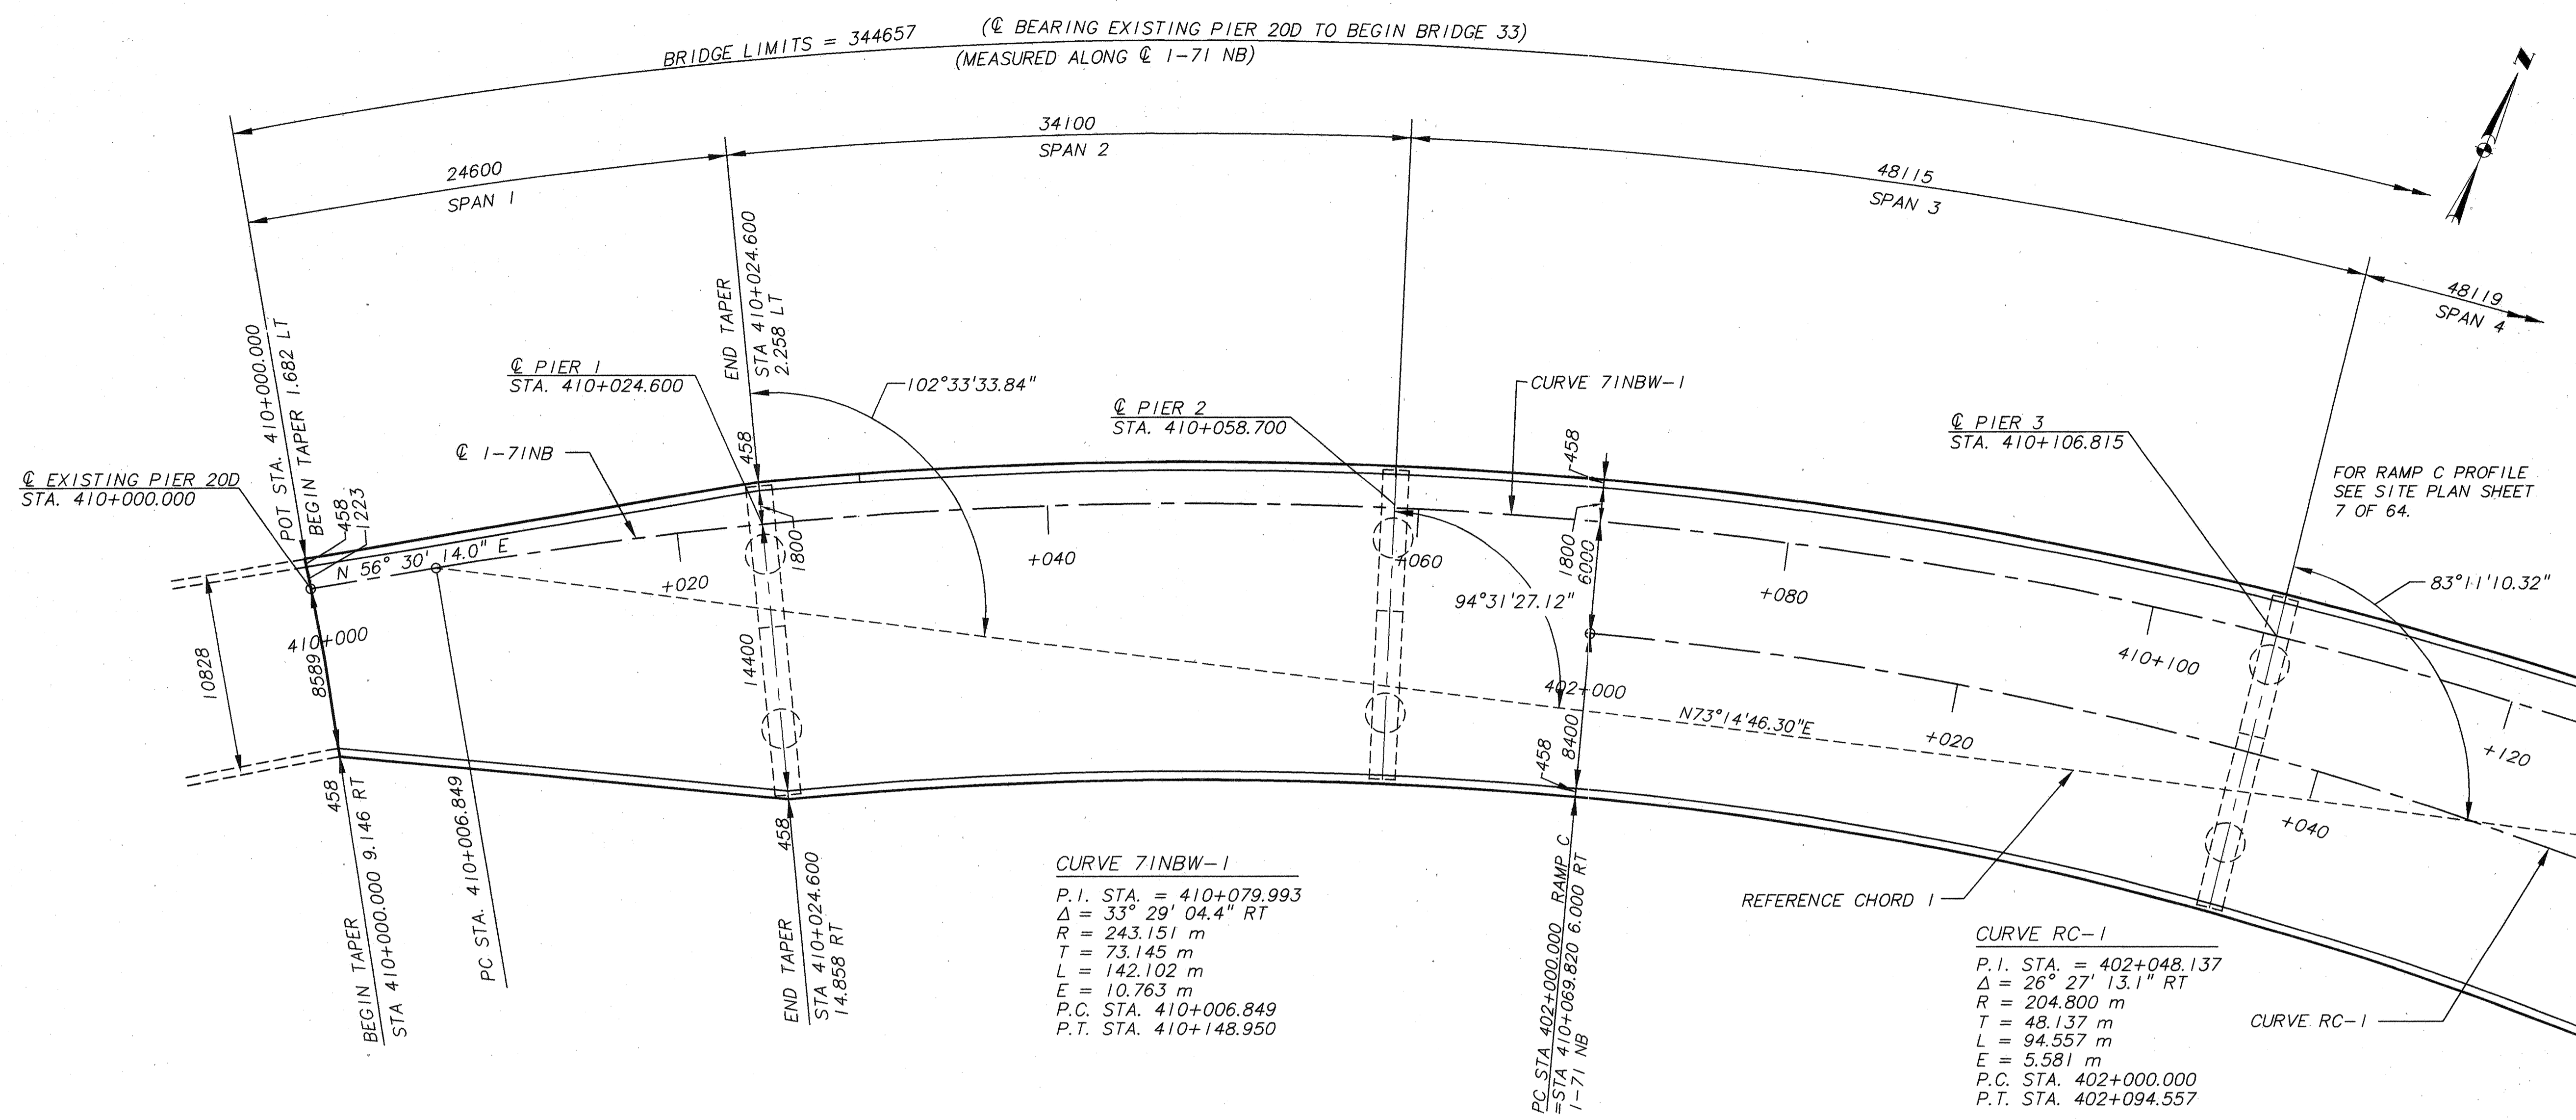 BRIDGE LIMITS = 344657 (℄ BEARING EXISTING PIER 20D TO BEGIN BRIDGE 33)
(MEASURED ALONG ℄ I-71 NB)
N
24600
SPAN 1
34100
SPAN 2
48115
SPAN 3
48119
SPAN 4
POT STA. 410+000.000
BEGIN TAPER 1.682 LT
END TAPER
STA 410+024.600
2.258 LT
℄ PIER 1
STA. 410+024.600
102°33'33.84"
℄ PIER 2
STA. 410+058.700
CURVE 71NBW-1
℄ PIER 3
STA. 410+106.815
℄ I-71NB
℄ EXISTING PIER 20D
STA. 410+000.000
458
1223
458
458
FOR RAMP C PROFILE
SEE SITE PLAN SHEET
7 OF 64.
N 56° 30' 14.0" E
+020
1800
+040
+060
1800
6000
+080
94°31'27.12"
83°11'10.32"
410+000
10828
8589
14400
402+000
8400
N73°14'46.30"E
410+100
+020
+120
+040
458
458
458
BEGIN TAPER
STA 410+000.000 9.146 RT
PC STA. 410+006.849
END TAPER
STA 410+024.600
14.858 RT
CURVE 71NBW-1
P.I. STA. = 410+079.993
Δ = 33° 29' 04.4" RT
R = 243.151 m
T = 73.145 m
L = 142.102 m
E = 10.763 m
P.C. STA. 410+006.849
P.T. STA. 410+148.950
PC STA 402+000.000 RAMP C
=STA 410+069.820 6.000 RT
I-71 NB
REFERENCE CHORD 1
CURVE RC-1
P.I. STA. = 402+048.137
Δ = 26° 27' 13.1" RT
R = 204.800 m
T = 48.137 m
L = 94.557 m
E = 5.581 m
P.C. STA. 402+000.000
P.T. STA. 402+094.557
CURVE RC-1